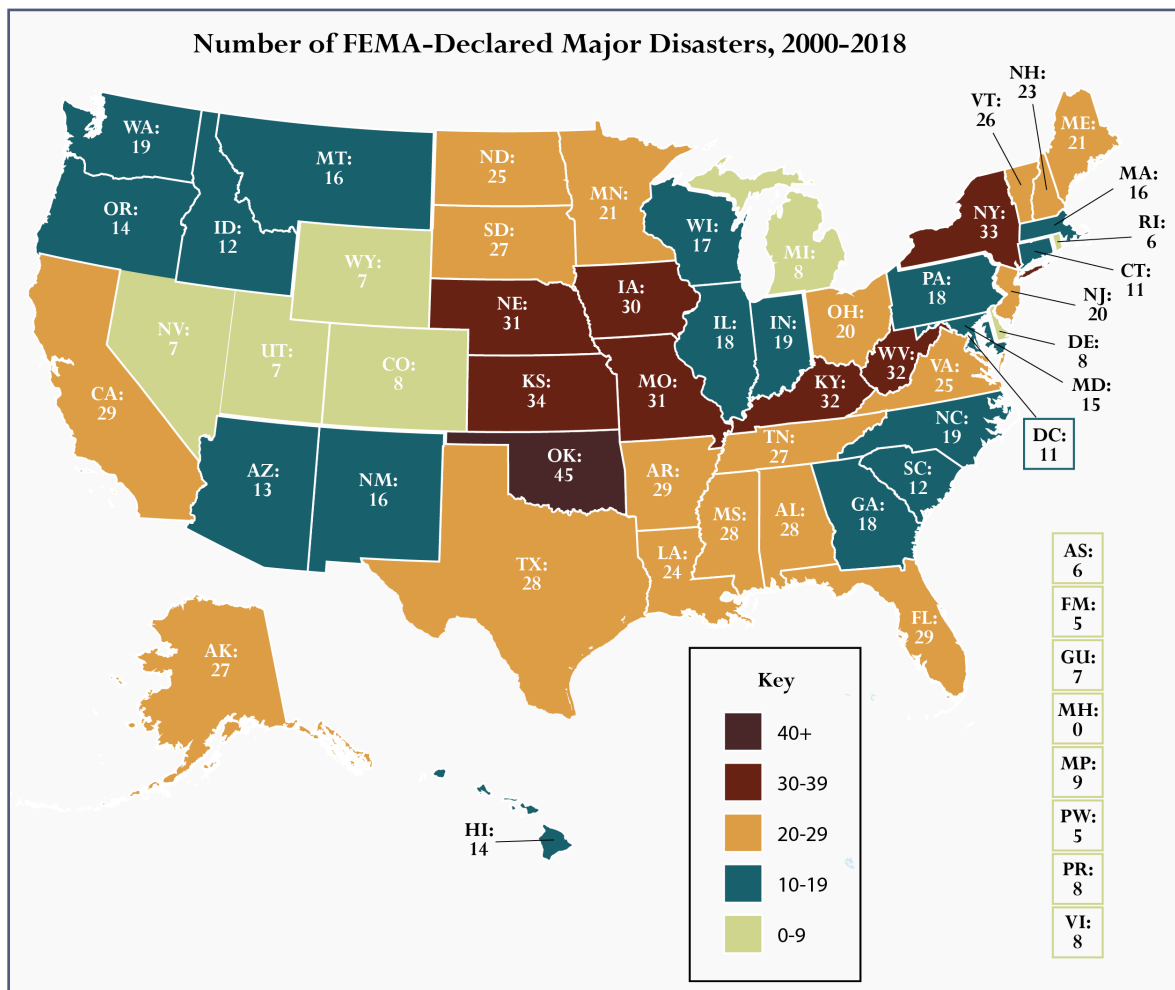 Number of FEMA-Declared Major Disasters, 2000-2018
NH:
23
VT:
26
ME:
21
WA:
19
MT:
16
ND:
25
MN:
21
MA:
16
OR:
14
ID:
12
SD:
27
WI:
17
NY:
33
RI:
6
WY:
7
MI:
8
CT:
11
PA:
18
NJ:
20
NE:
31
IA:
30
NV:
7
UT:
7
CO:
8
IL:
18
IN:
19
OH:
20
DE:
8
WV:
32
VA:
25
MD:
15
CA:
29
KS:
34
MO:
31
KY:
32
NC:
19
DC:
11
TN:
27
AZ:
13
NM:
16
OK:
45
AR:
29
SC:
12
MS:
28
AL:
28
GA:
18
LA:
24
TX:
28
FL:
29
AK:
27
HI:
14
Key
40+
30-39
20-29
10-19
0-9
AS:
6
FM:
5
GU:
7
MH:
0
MP:
9
PW:
5
PR:
8
VI:
8